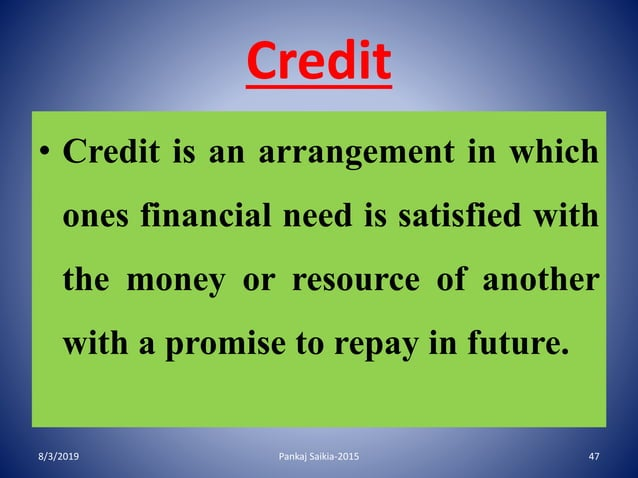 Credit
• Credit is an arrangement in which
ones financial need is satisfied with
the money or resource of another
with a promise to repay in future.
8/3/2019 Pankaj Saikia-2015 47